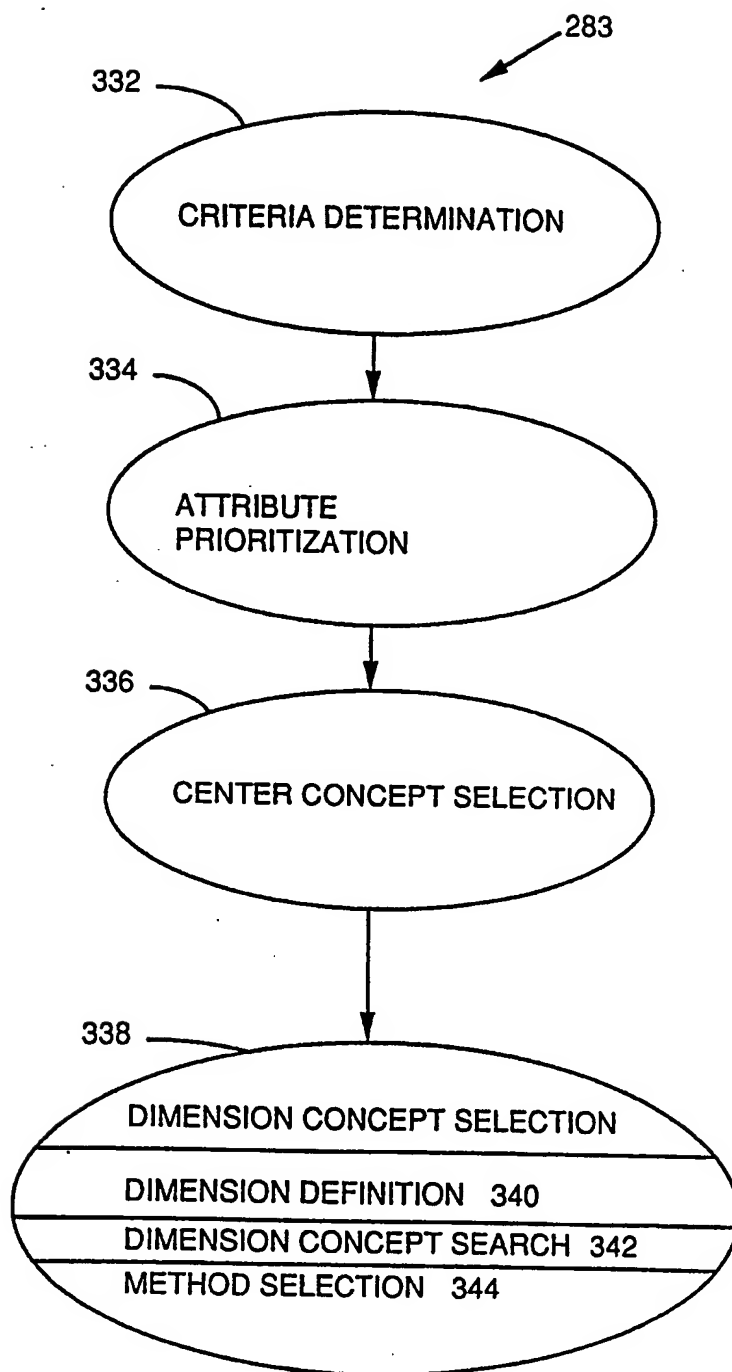 283
332
CRITERIA DETERMINATION
334
ATTRIBUTE
PRIORITIZATION
336
CENTER CONCEPT SELECTION
338
DIMENSION CONCEPT SELECTION
DIMENSION DEFINITION 340
DIMENSION CONCEPT SEARCH 342
METHOD SELECTION 344